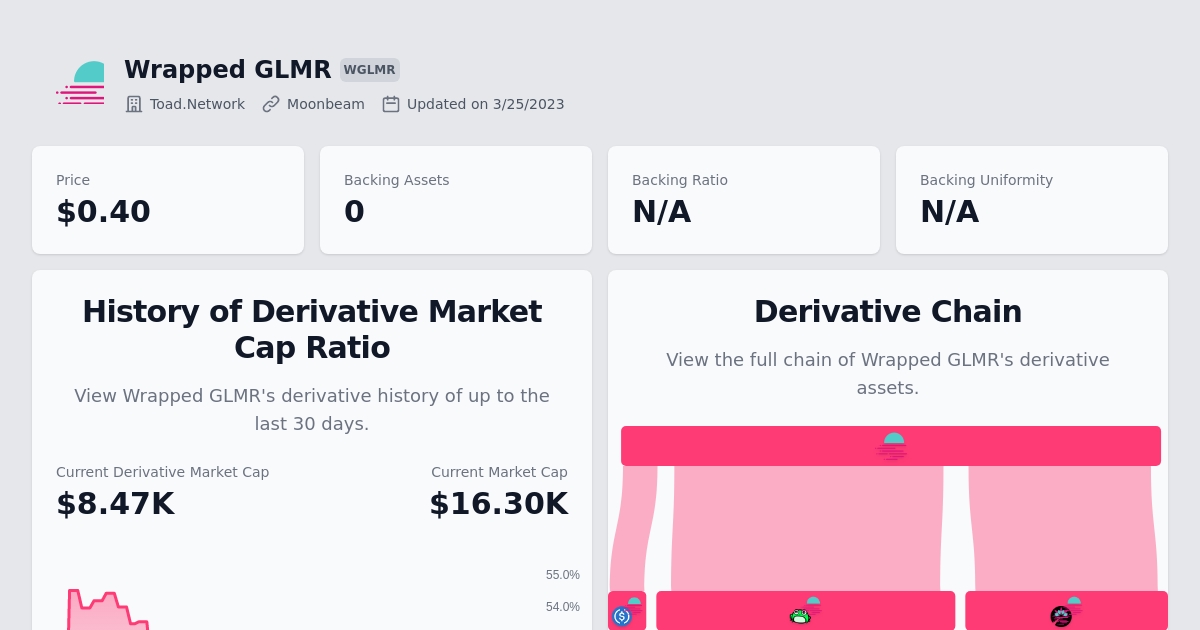 Wrapped GLMR WGLMR
Toad.Network Moonbeam Updated on 3/25/2023
Price
$0.40
Backing Assets
0
Backing Ratio
N/A
Backing Uniformity
N/A
History of Derivative Market
Cap Ratio
View Wrapped GLMR's derivative history of up to the
last 30 days.
Current Derivative Market Cap
$8.47K
Current Market Cap
$16.30K
55.0%
54.0%
Derivative Chain
View the full chain of Wrapped GLMR's derivative
assets.